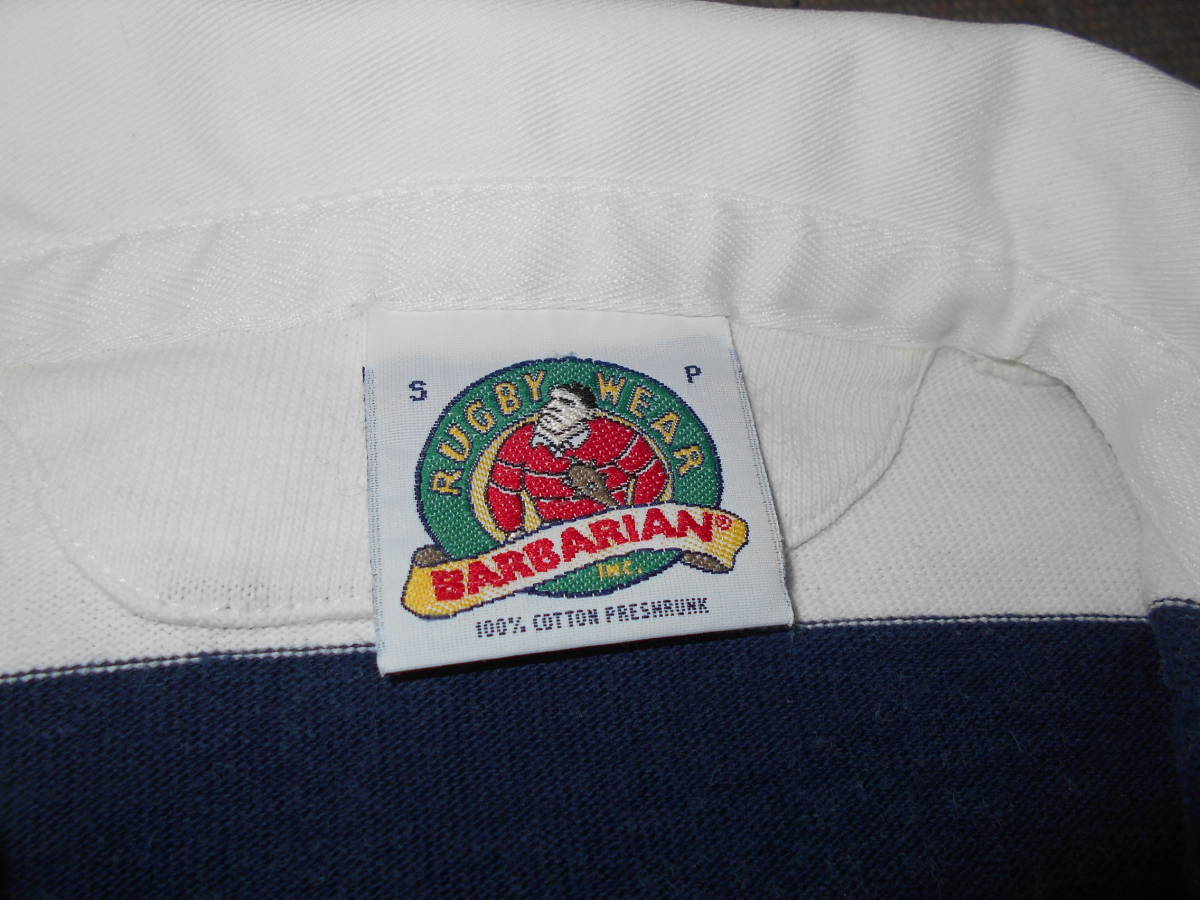 S P
RUGBY WEAR
BARBARIAN®
INC.
100% COTTON PRESHRUNK